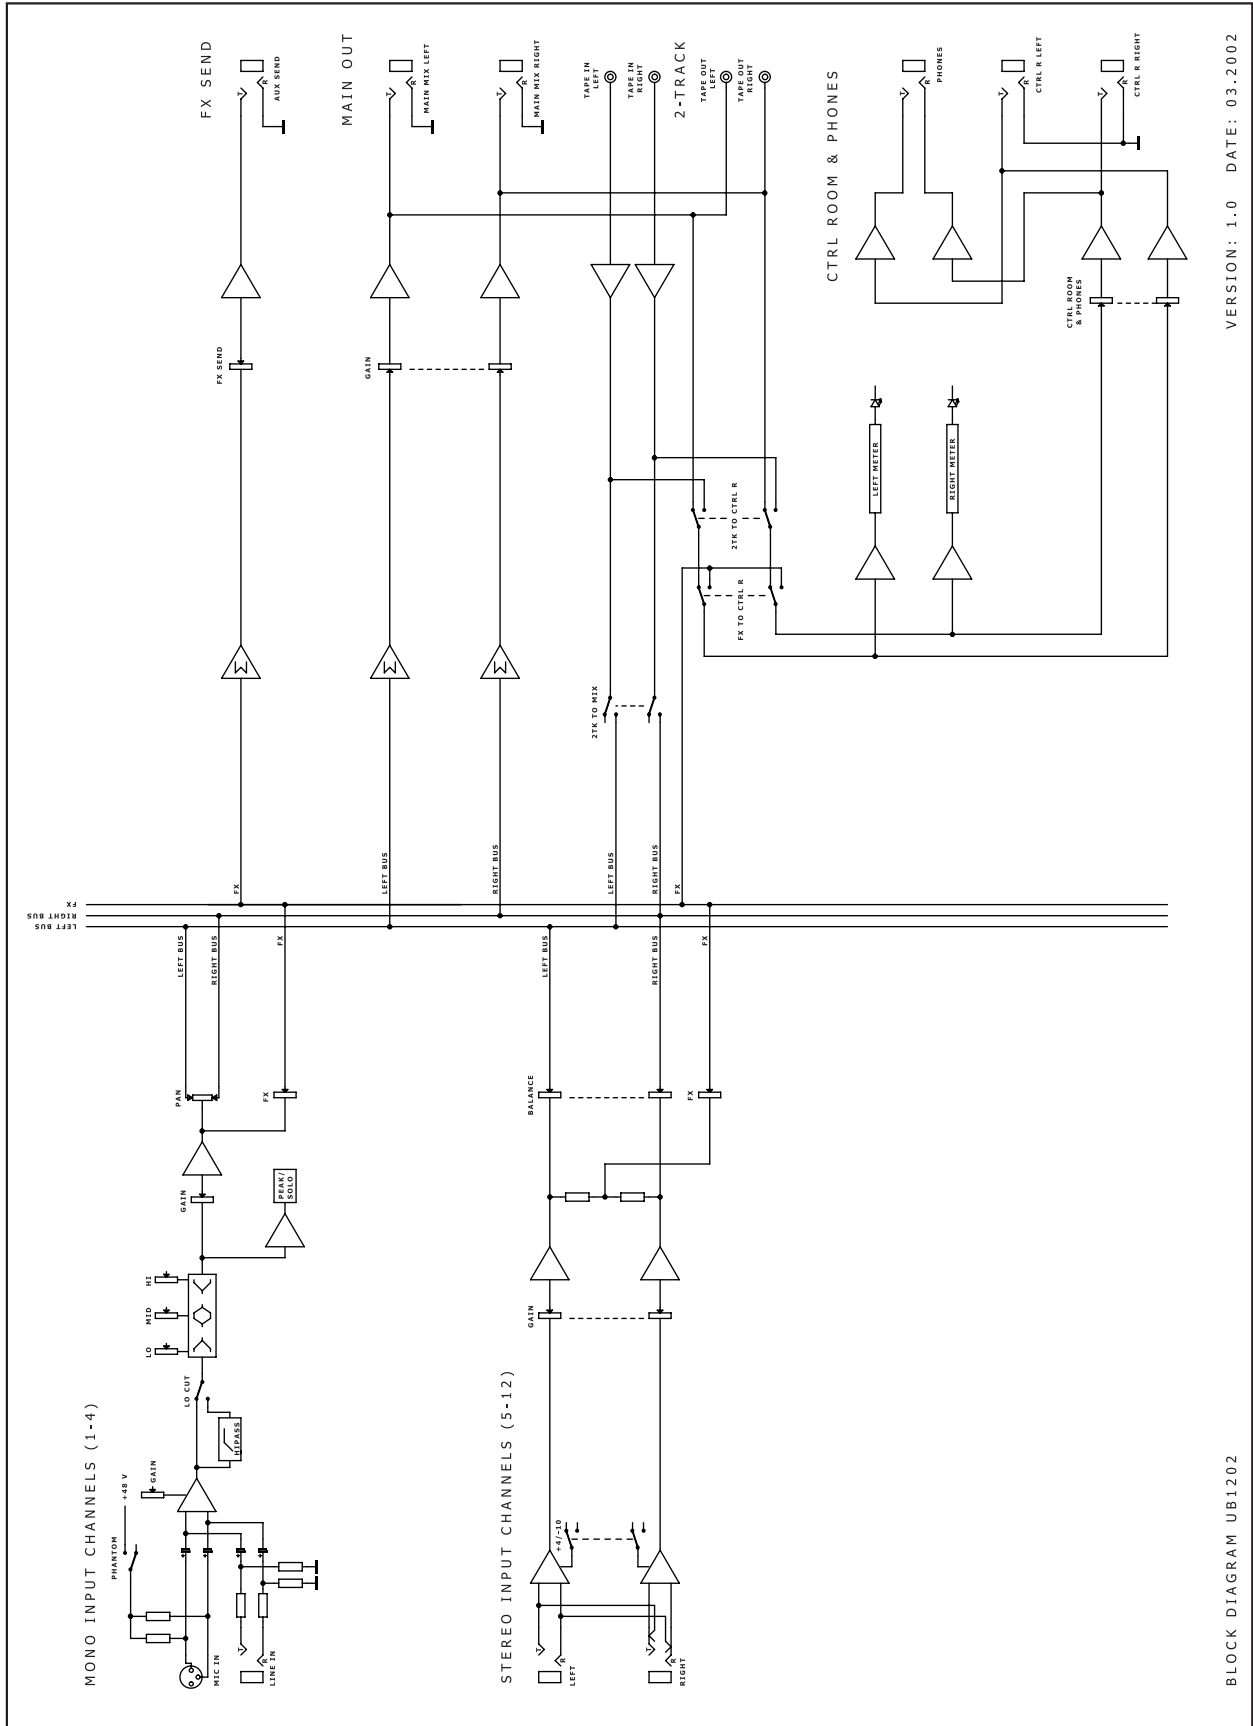 BLOCK DIAGRAM UB1202
VERSION: 1.0 DATE: 03.2002
MONO INPUT CHANNELS (1-4)
PHANTOM
+48 V
MIC IN
T
R
LINE IN
+
+
+
+
GAIN
HIPASS
LO CUT
LO
MID
HI
PEAK/
SOLO
GAIN
PAN
FX
LEFT BUS
RIGHT BUS
FX
STEREO INPUT CHANNELS (5-12)
T
R
LEFT
T
R
RIGHT
+4/-10
GAIN
BALANCE
FX
LEFT BUS
RIGHT BUS
FX
LEFT BUS
RIGHT BUS
FX
FX
LEFT BUS
RIGHT BUS
LEFT BUS
RIGHT BUS
FX
Σ
Σ
Σ
FX SEND
GAIN
2TK TO MIX
FX TO CTRL R
2TK TO CTRL R
LEFT METER
RIGHT METER
CTRL ROOM
& PHONES
FX SEND
T
R
AUX SEND
MAIN OUT
T
R
MAIN MIX LEFT
T
R
MAIN MIX RIGHT
2-TRACK
TAPE IN
LEFT
TAPE IN
RIGHT
TAPE OUT
LEFT
TAPE OUT
RIGHT
CTRL ROOM & PHONES
T
R
PHONES
T
R
CTRL R LEFT
T
R
CTRL R RIGHT